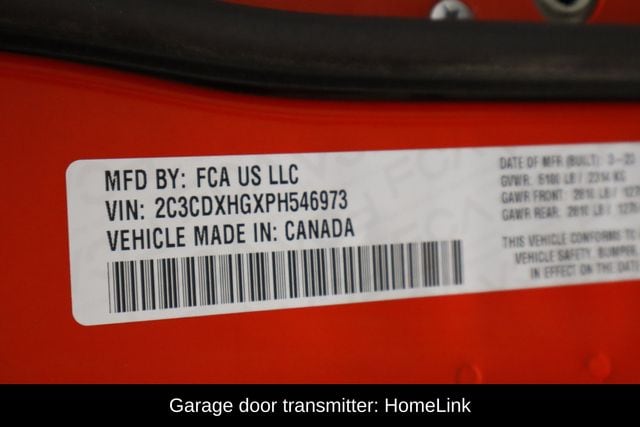 MFD BY: FCA US LLC
VIN: 2C3CDXHGXPH546973
VEHICLE MADE IN: CANADA
DATE OF MFR (BUILT) 3-23
GVWR: 5100 LB / 2314 KG
GAWR FRONT: 2810 LB /
GAWR REAR: 2810 LB /
THIS VEHICLE CONFORMS TO
VEHICLE SAFETY, BUMPER,
IN EFFECT ON THE DATE
Garage door transmitter: HomeLink